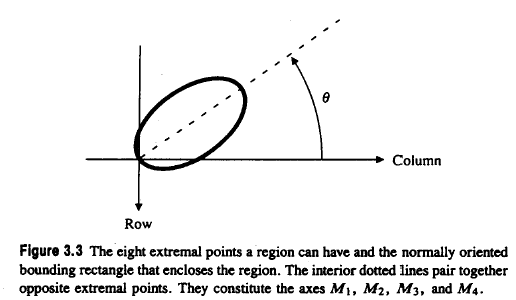 θ
Column
Row
Figure 3.3 The eight extremal points a region can have and the normally oriented
bounding rectangle that encloses the region. The interior dotted lines pair together
opposite extremal points. They constitute the axes M₁, M₂, M₃, and M₄.